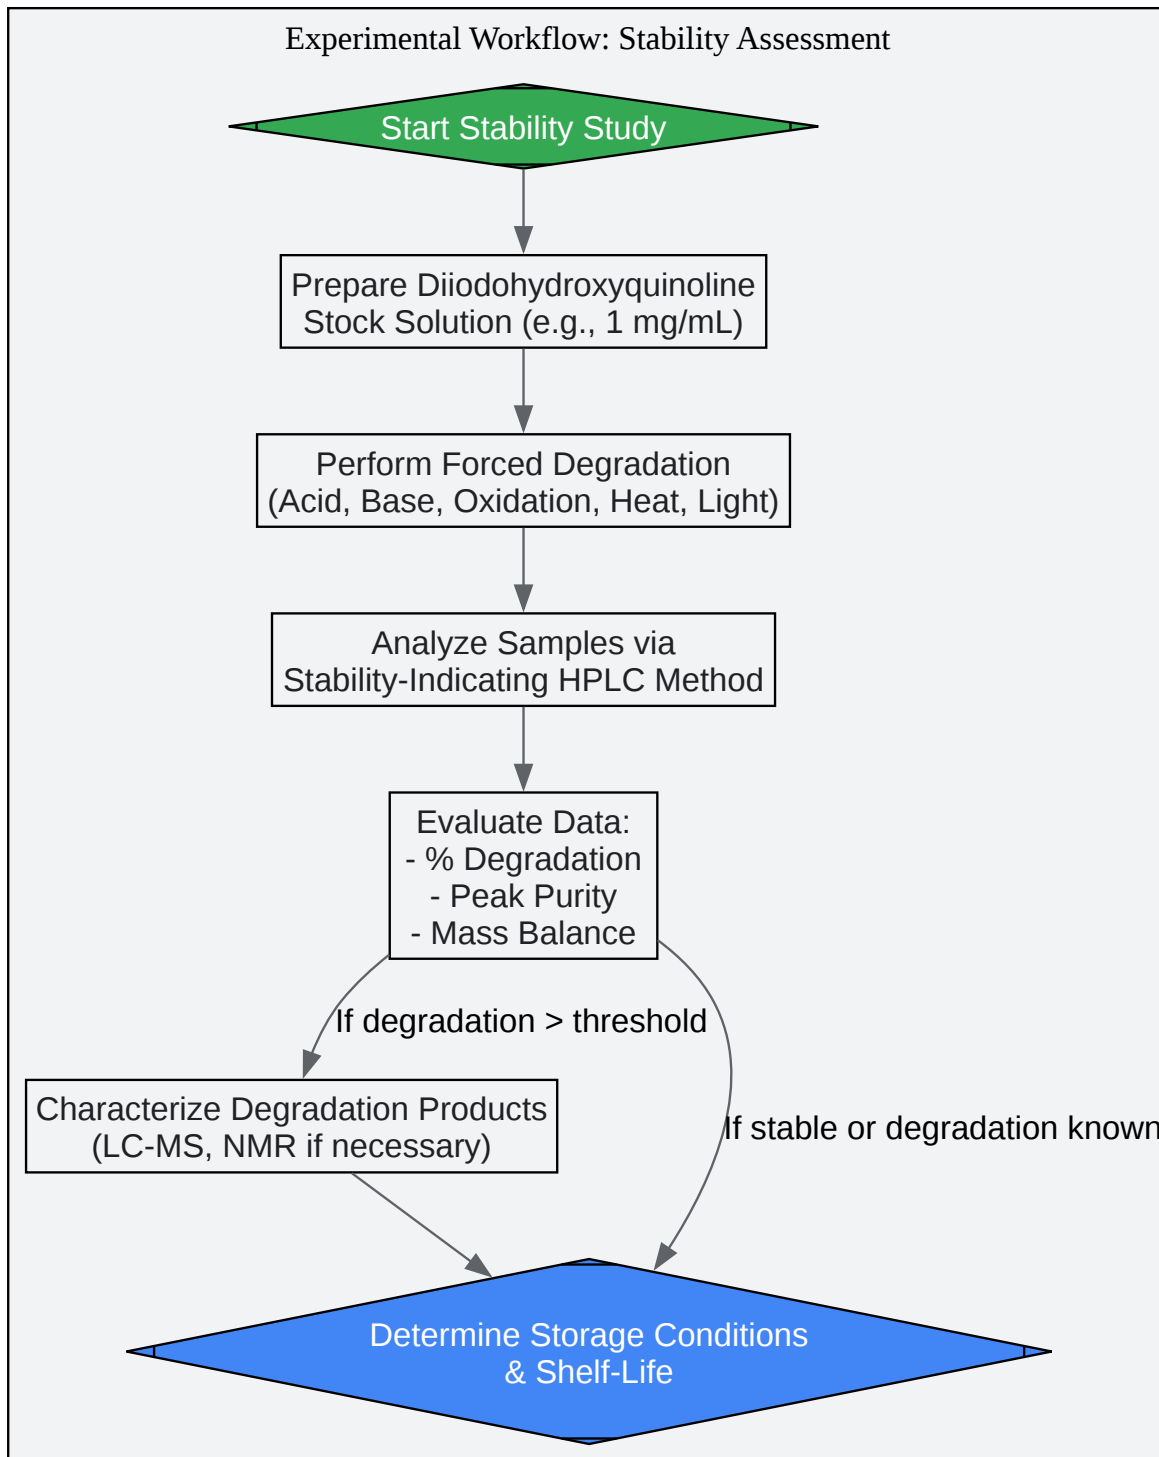 Experimental Workflow: Stability Assessment
Start Stability Study
Prepare Diiodohydroxyquinoline
Stock Solution (e.g., 1 mg/mL)
Perform Forced Degradation
(Acid, Base, Oxidation, Heat, Light)
Analyze Samples via
Stability-Indicating HPLC Method
Evaluate Data:
- % Degradation
- Peak Purity
- Mass Balance
If degradation > threshold
Characterize Degradation Products
(LC-MS, NMR if necessary)
If stable or degradation known
Determine Storage Conditions
& Shelf-Life